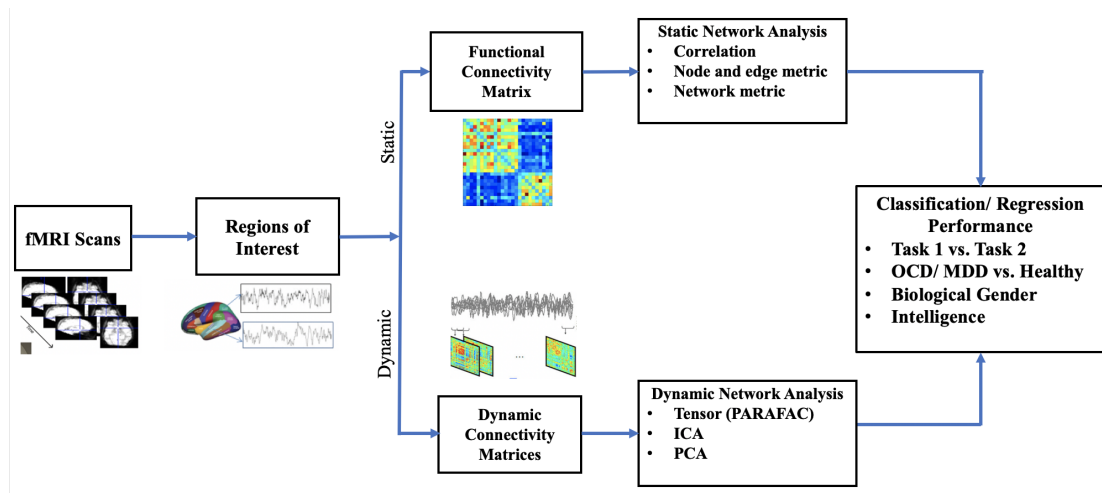 fMRI Scans
Regions of
Interest
Static
Dynamic
Functional
Connectivity
Matrix
Static Network Analysis
• Correlation
• Node and edge metric
• Network metric
...
Dynamic
Connectivity
Matrices
Dynamic Network Analysis
• Tensor (PARAFAC)
• ICA
• PCA
Classification/ Regression
Performance
• Task 1 vs. Task 2
• OCD/ MDD vs. Healthy
• Biological Gender
• Intelligence